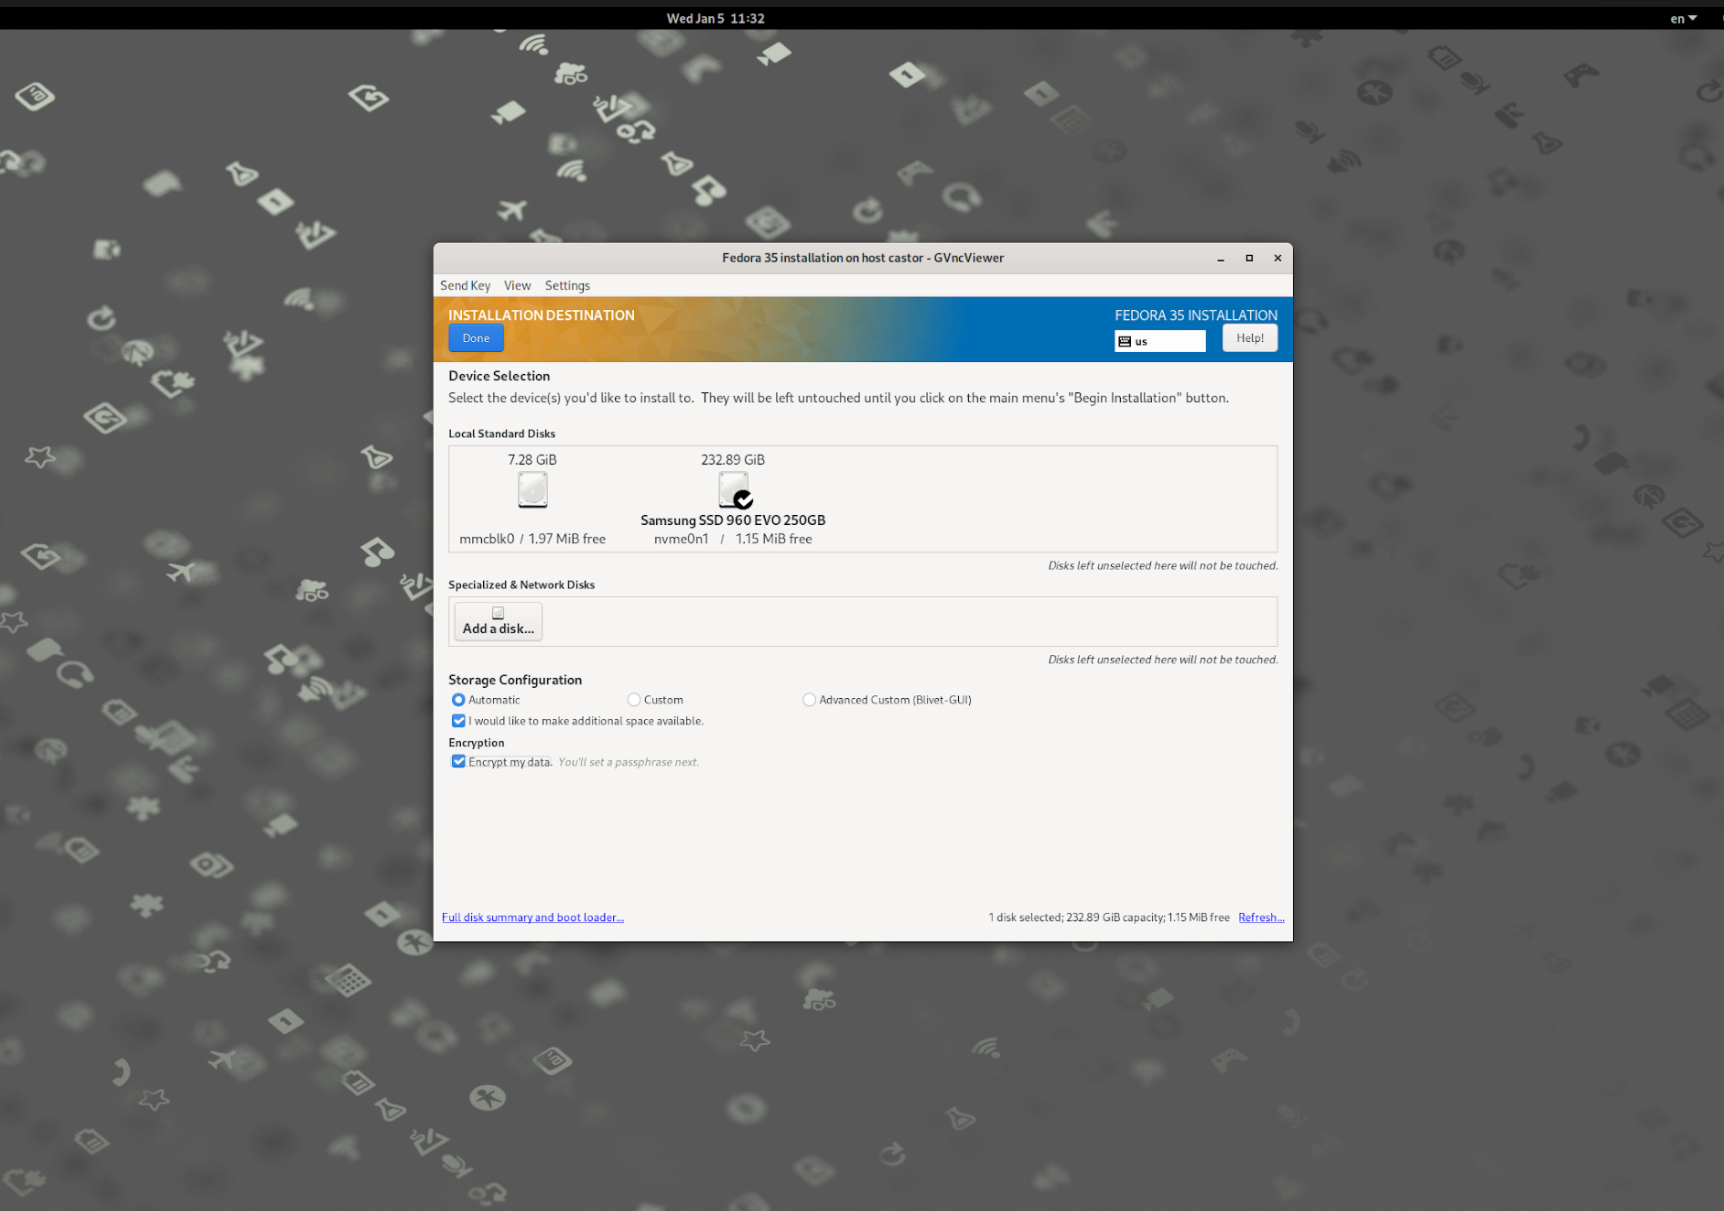 Wed Jan 5 11:32
en
Fedora 35 installation on host castor - GVncViewer
Send Key View Settings
INSTALLATION DESTINATION
FEDORA 35 INSTALLATION
Done
us
Help!
Device Selection
Select the device(s) you'd like to install to. They will be left untouched until you click on the main menu's "Begin Installation" button.
Local Standard Disks
7.28 GiB
232.89 GiB
Samsung SSD 960 EVO 250GB
mmcblk0 / 1.97 MiB free
nvme0n1 / 1.15 MiB free
Disks left unselected here will not be touched.
Specialized & Network Disks
Add a disk...
Disks left unselected here will not be touched.
Storage Configuration
Automatic
Custom
Advanced Custom (Blivet-GUI)
I would like to make additional space available.
Encryption
Encrypt my data. You'll set a passphrase next.
Full disk summary and boot loader...
1 disk selected; 232.89 GiB capacity; 1.15 MiB free Refresh...